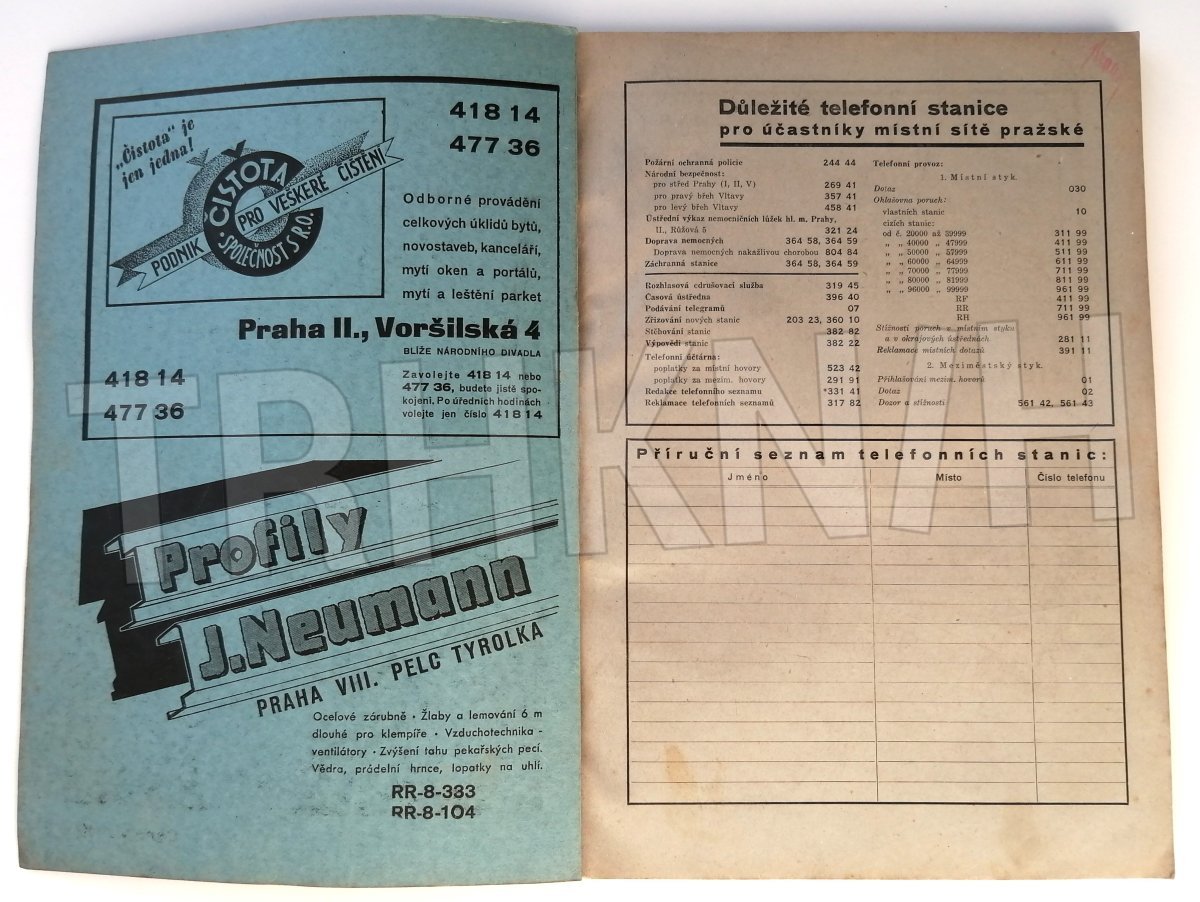 „Čistota“ je
jen jedna!
ČISTOTA
PODNIK PRO VEŠKERÉ ČIŠTĚNÍ
SPOLEČNOST S R.O.
418 14
477 36
Odborné provádění
celkových úklidů bytů,
novostaveb, kanceláří,
mytí oken a portálů,
mytí a leštění parket
Praha II., Voršilská 4
BLÍŽE NÁRODNÍHO DIVADLA
418 14
477 36
Zavolejte 418 14 nebo
477 36, budete jistě spo-
kojeni. Po úředních hodinách
volejte jen číslo 418 14
Profily
J. Neumann
PRAHA VIII. PELC TYROLKA
Ocelové zárubně · Žlaby a lemování 6 m
dlouhé pro klempíře · Vzduchotechnika -
ventilátory · Zvýšení tahu pekařských pecí.
Vědra, prádelní hrnce, lopatky na uhlí.
RR-8-333
RR-8-104
Důležité telefonní stanice
pro účastníky místní sítě pražské
Požární ochranná policie 244 44
Národní bezpečnost:
pro střed Prahy (I, II, V) 269 41
pro pravý břeh Vltavy 357 41
pro levý břeh Vltavy 458 41
Ústřední výkaz nemocničních lůžek hl. m. Prahy,
II., Růžová 5 321 24
Doprava nemocných 364 58, 364 59
Doprava nemocných nakažlivou chorobou 804 84
Záchranná stanice 364 58, 364 59
Rozhlasová odrušovací služba 319 45
Časová ústředna 396 40
Podávání telegramů 07
Zřizování nových stanic 203 23, 360 10
Stěhování stanic 382 82
Výpovědi stanic 382 22
Telefonní účtárna:
poplatky za místní hovory 523 42
poplatky za mezim. hovory 291 91
Redakce telefonního seznamu *331 41
Reklamace telefonních seznamů 317 82
Telefonní provoz:
1. Místní styk.
Dotaz 030
Ohlašovna poruch:
vlastních stanic 10
cizích stanic:
od č. 20000 až 39999 311 99
„ „ 40000 „ 47999 411 99
„ „ 50000 „ 57999 511 99
„ „ 60000 „ 64999 611 99
„ „ 70000 „ 77999 711 99
„ „ 80000 „ 81999 811 99
„ „ 96000 „ 99999 961 99
RF 411 99
RR 711 99
RH 961 99
Stížnosti poruch v místním styku
a v okrajových ústřednách 281 11
Reklamace místních dotazů 391 11
2. Meziměstský styk.
Přihlašování mezim. hovorů 01
Dotaz 02
Dozor a stížnosti 561 42, 561 43
Příruční seznam telefonních stanic:
Jméno Místo Číslo telefonu
TRHKNIH